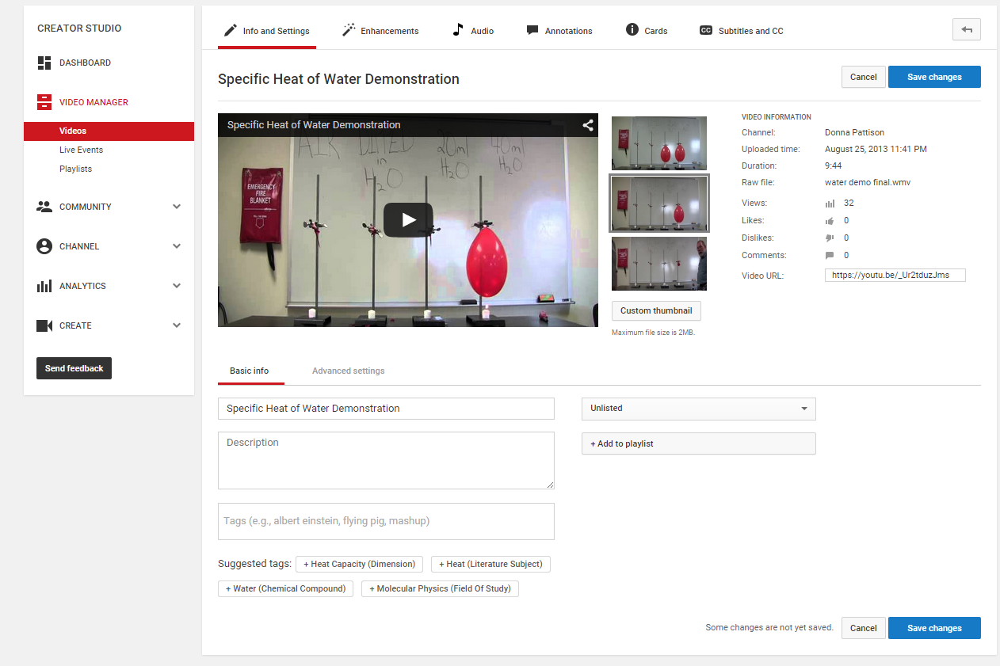 CREATOR STUDIO
DASHBOARD
VIDEO MANAGER
Videos
Live Events
Playlists
COMMUNITY
CHANNEL
ANALYTICS
CREATE
Send feedback
Info and Settings
Enhancements
Audio
Annotations
Cards
CC Subtitles and CC
Specific Heat of Water Demonstration
Cancel
Save changes
Specific Heat of Water Demonstration
AIR
DIPPED
in
H₂O
20ml
H₂O
40ml
H₂O
EMERGENCY
FIRE
BLANKET
Custom thumbnail
Maximum file size is 2MB.
VIDEO INFORMATION
Channel: Donna Pattison
Uploaded time: August 25, 2013 11:41 PM
Duration: 9:44
Raw file: water demo final.wmv
Views: 32
Likes: 0
Dislikes: 0
Comments: 0
Video URL: https://youtu.be/_Ur2tduzJms
Basic info
Advanced settings
Specific Heat of Water Demonstration
Description
Tags (e.g., albert einstein, flying pig, mashup)
Unlisted
+ Add to playlist
Suggested tags: + Heat Capacity (Dimension) + Heat (Literature Subject)
+ Water (Chemical Compound) + Molecular Physics (Field Of Study)
Some changes are not yet saved.
Cancel
Save changes